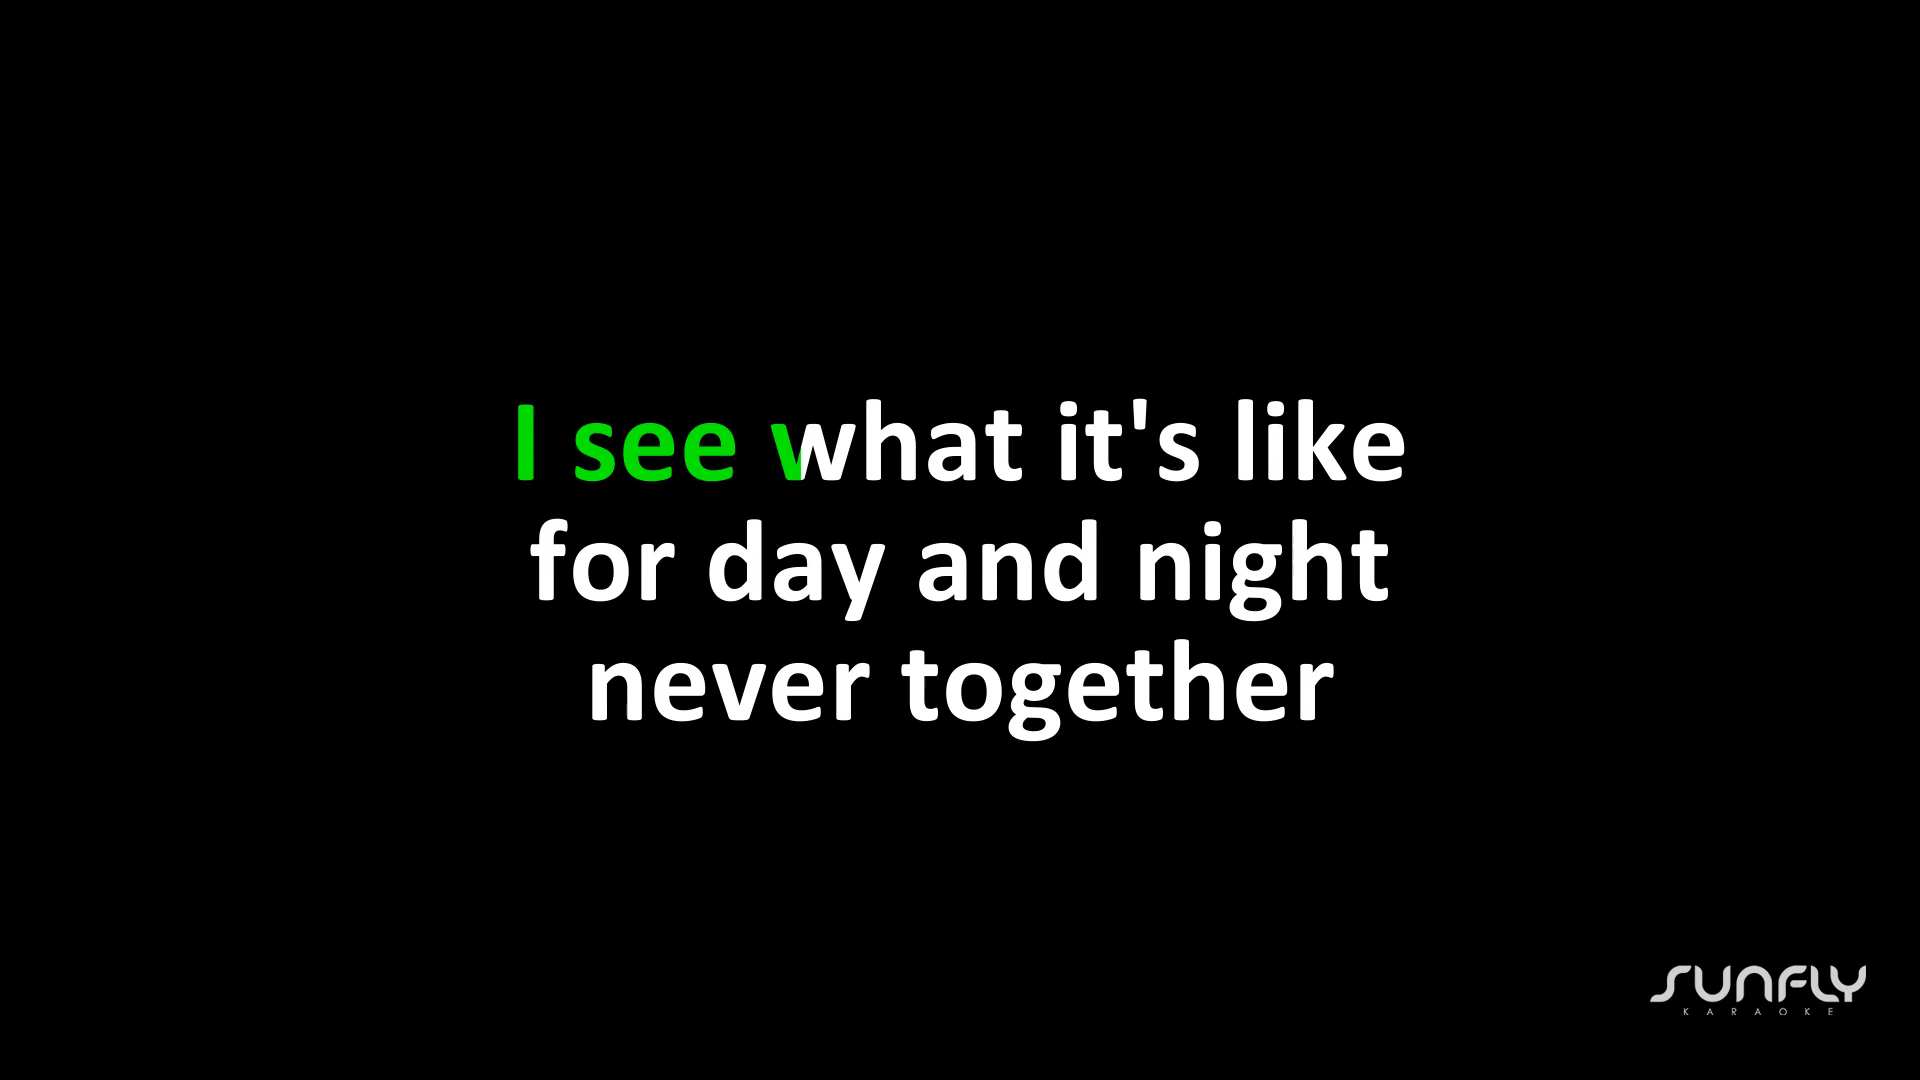 I see what it's like
for day and night
never together
SUNFLY
KARAOKE